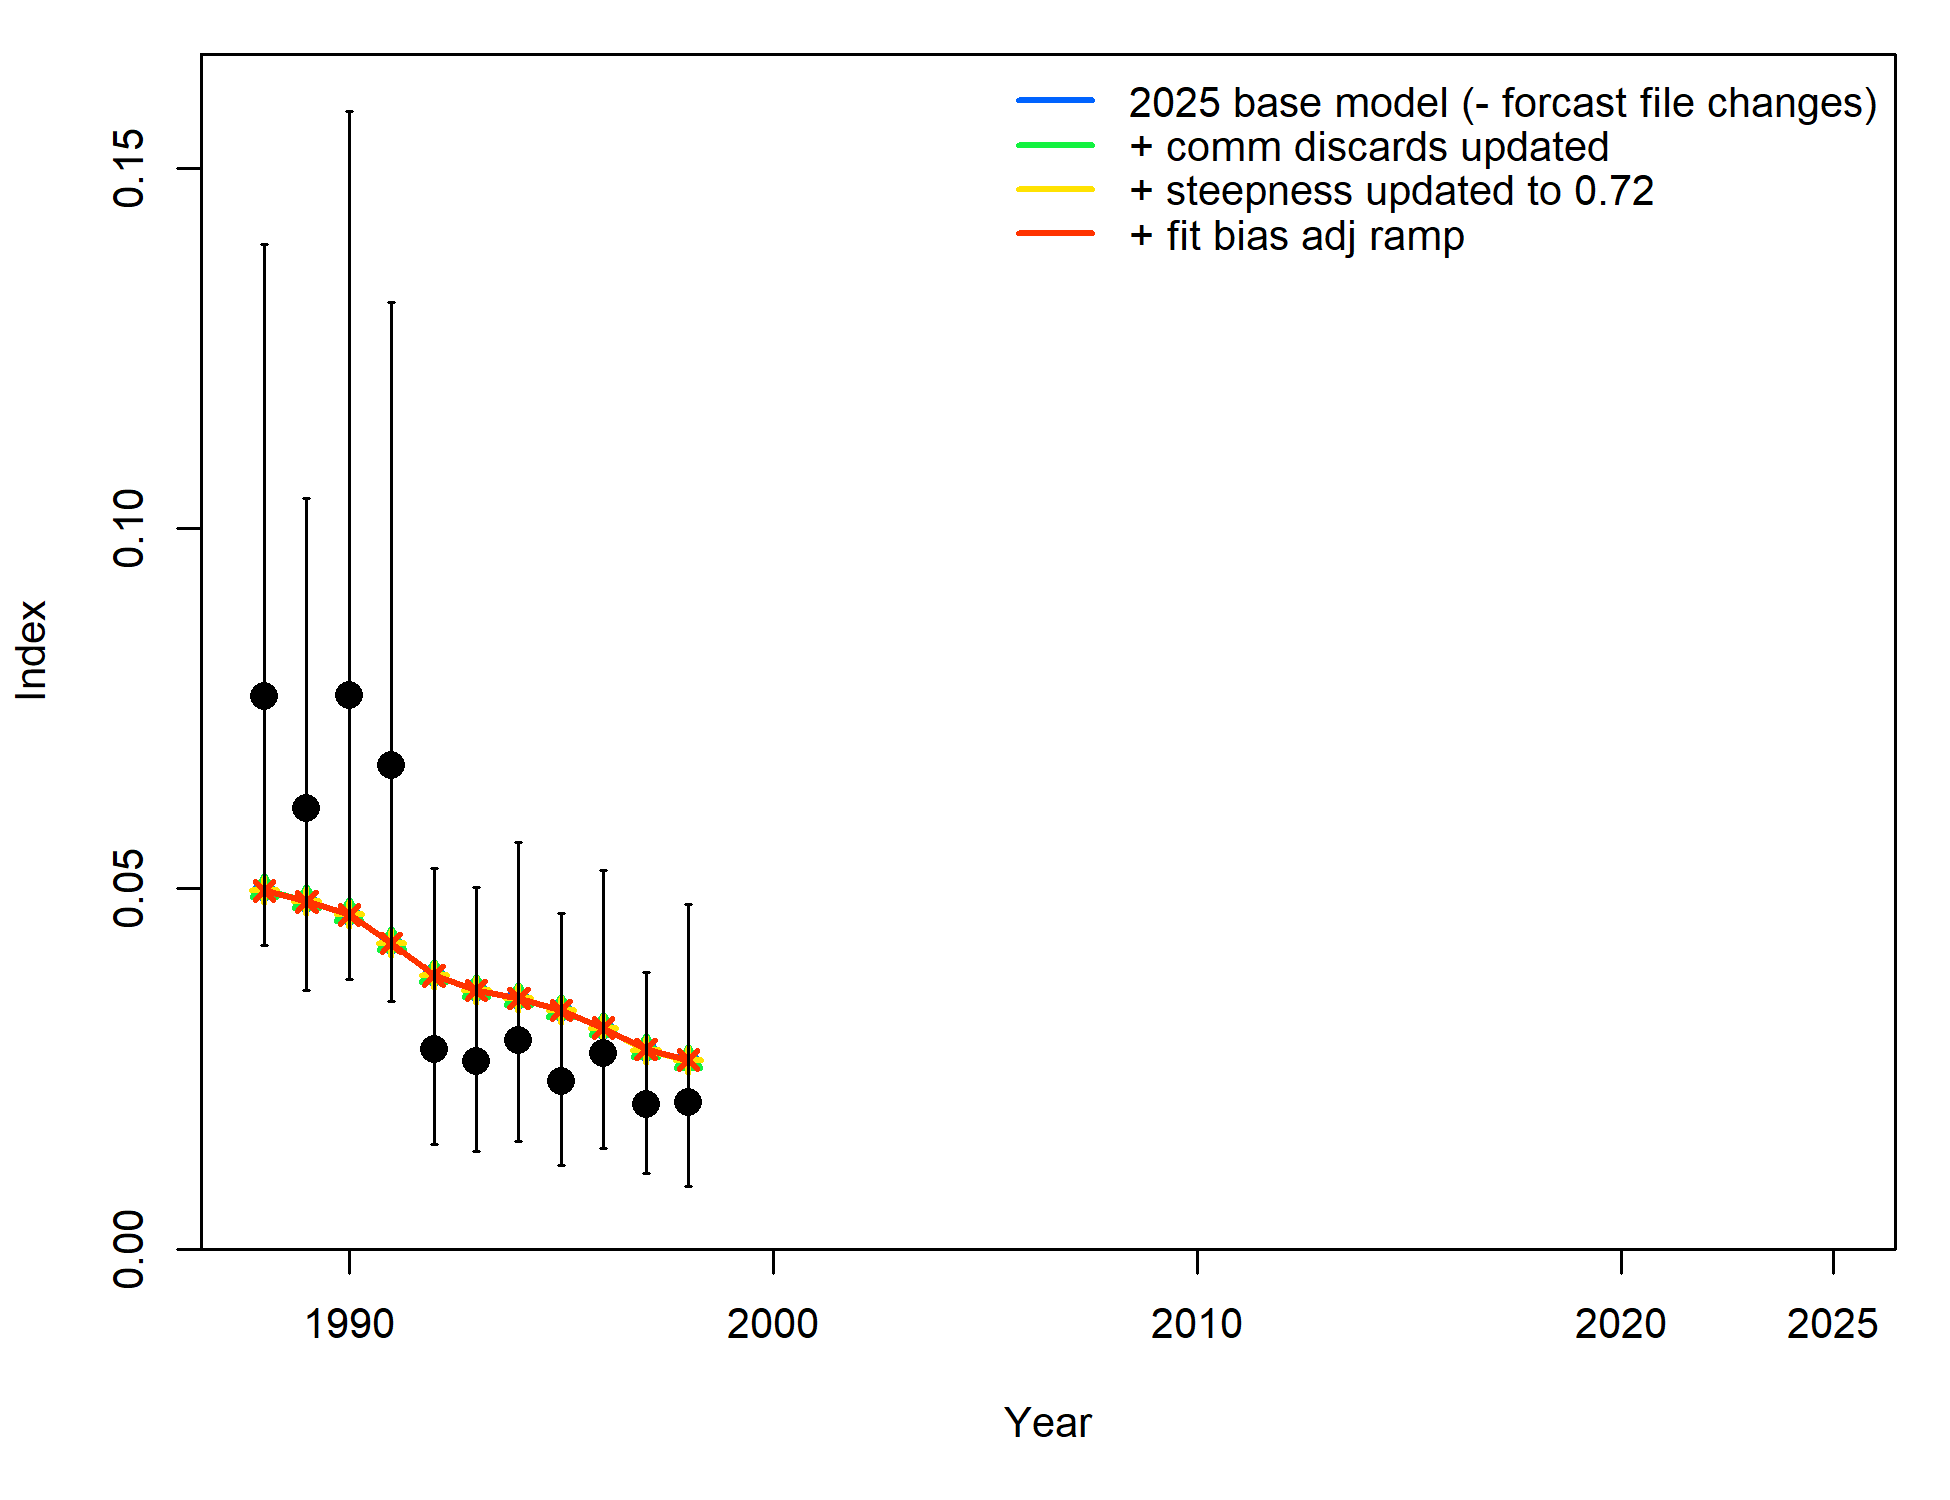 2025 base model (- forcast file changes)
+ comm discards updated
+ steepness updated to 0.72
+ fit bias adj ramp
0.15
0.10
0.05
0.00
Index
1990 2000 2010 2020 2025
Year